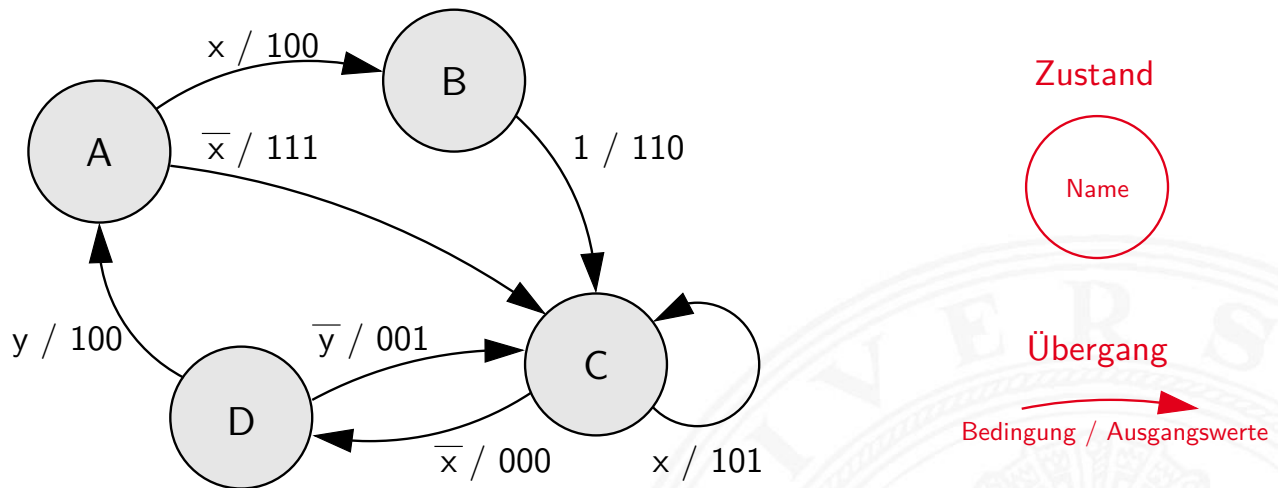 x / 100
B
A
x̅ / 111
1 / 110
y / 100
y̅ / 001
C
D
x̅ / 000
x / 101
Zustand
Name
Übergang
Bedingung / Ausgangswerte
I V E R S